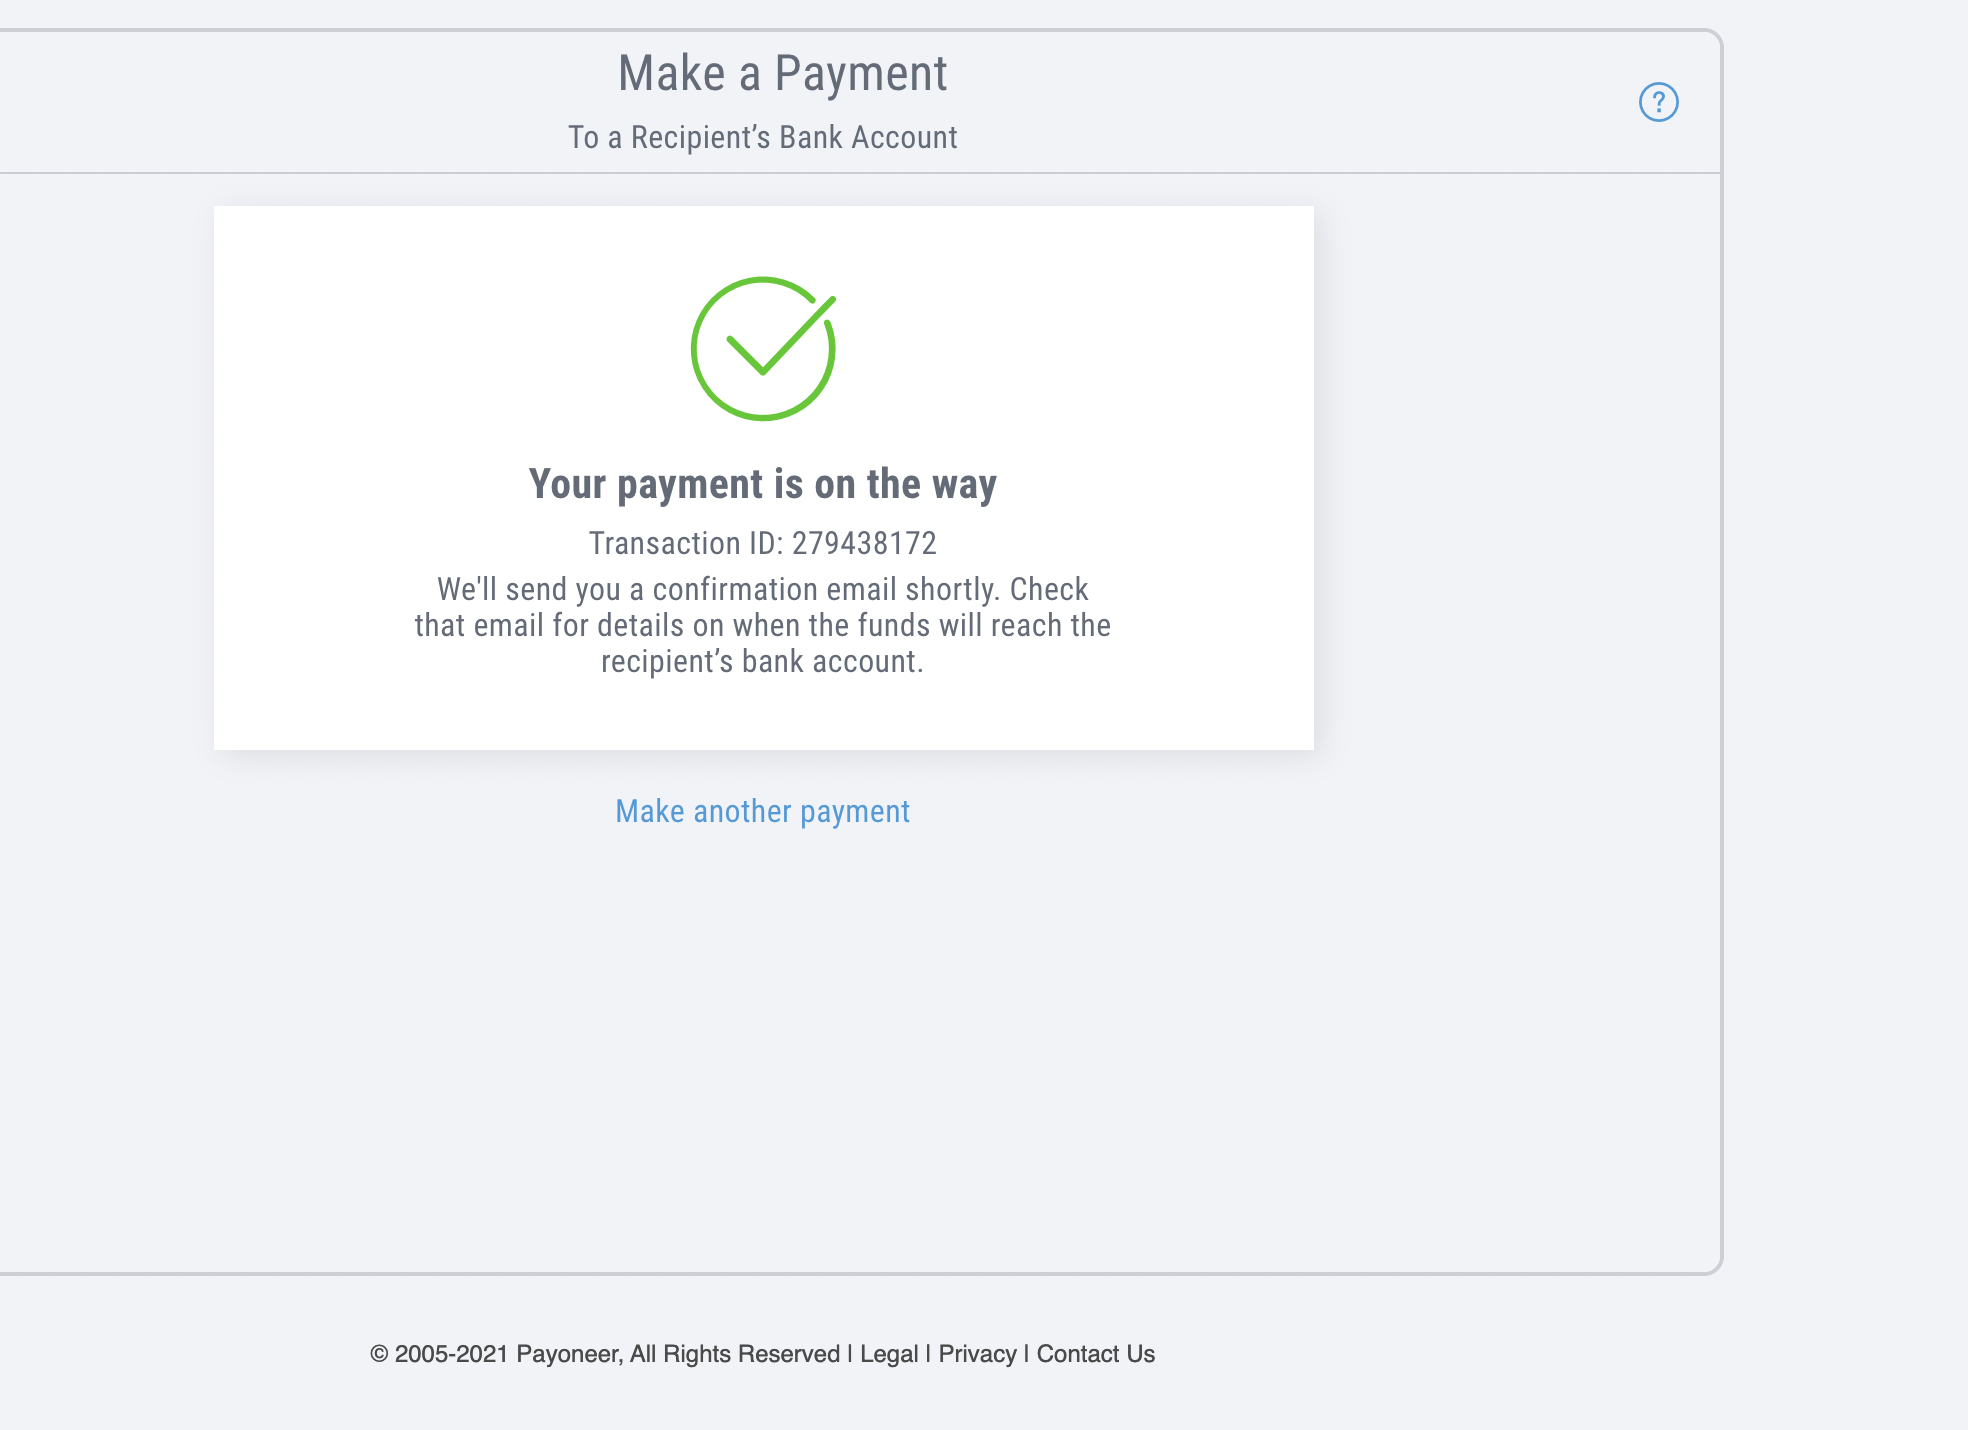 Make a Payment
?
To a Recipient’s Bank Account
Your payment is on the way
Transaction ID: 279438172
We'll send you a confirmation email shortly. Check
that email for details on when the funds will reach the
recipient’s bank account.
Make another payment
© 2005-2021 Payoneer, All Rights Reserved | Legal | Privacy | Contact Us